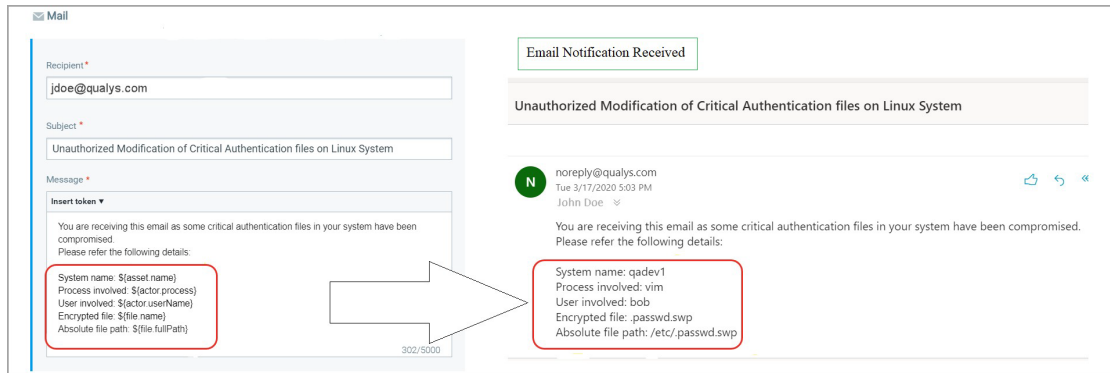 Mail
Recipient*
jdoe@qualys.com
Subject *
Unauthorized Modification of Critical Authentication files on Linux System
Message *
Insert token ▾
You are receiving this email as some critical authentication files in your system have been
compromised.
Please refer the following details:
System name: ${asset.name}
Process involved: ${actor.process}
User involved: ${actor.userName}
Encrypted file: ${file.name}
Absolute file path: ${file.fullPath}
302/5000
Email Notification Received
Unauthorized Modification of Critical Authentication files on Linux System
N
noreply@qualys.com
Tue 3/17/2020 5:03 PM
John Doe
You are receiving this email as some critical authentication files in your system have been compromised.
Please refer the following details:
System name: qadev1
Process involved: vim
User involved: bob
Encrypted file: .passwd.swp
Absolute file path: /etc/.passwd.swp